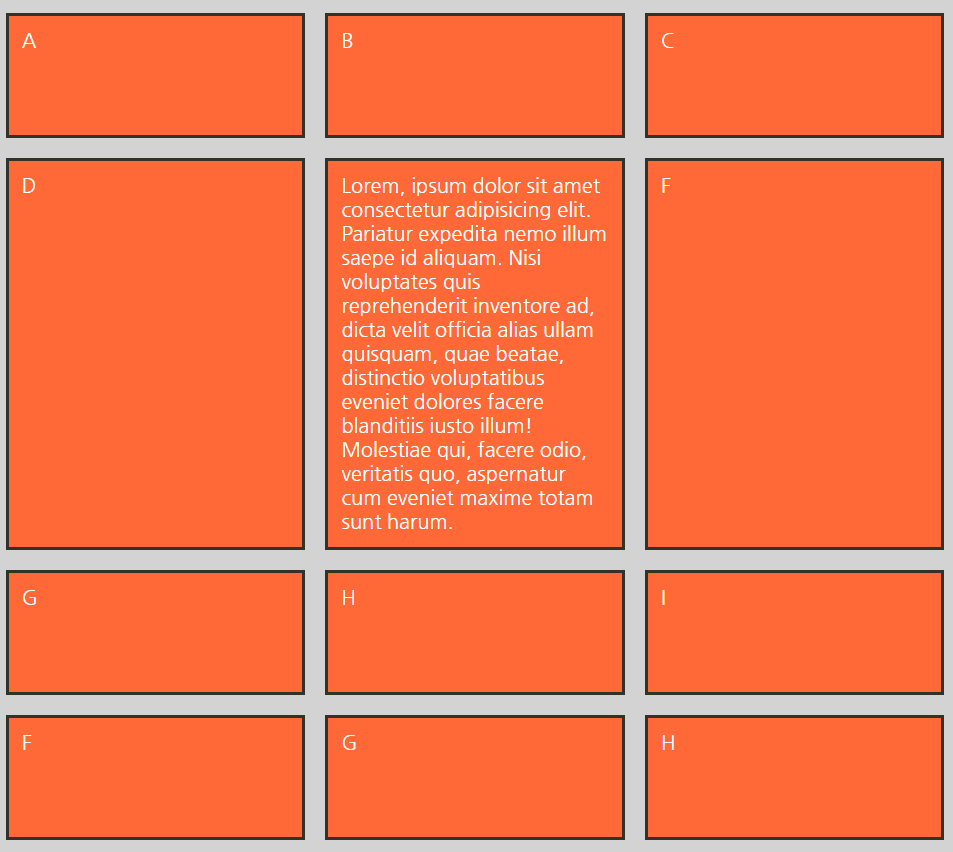 A
B
C
D
Lorem, ipsum dolor sit amet
consectetur adipisicing elit.
Pariatur expedita nemo illum
saepe id aliquam. Nisi
voluptates quis
reprehenderit inventore ad,
dicta velit officia alias ullam
quisquam, quae beatae,
distinctio voluptatibus
eveniet dolores facere
blanditiis iusto illum!
Molestiae qui, facere odio,
veritatis quo, aspernatur
cum eveniet maxime totam
sunt harum.
F
G
H
I
F
G
H